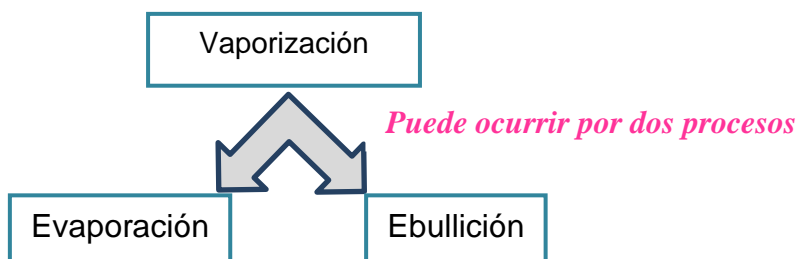 Vaporización
Puede ocurrir por dos procesos
Evaporación
Ebullición